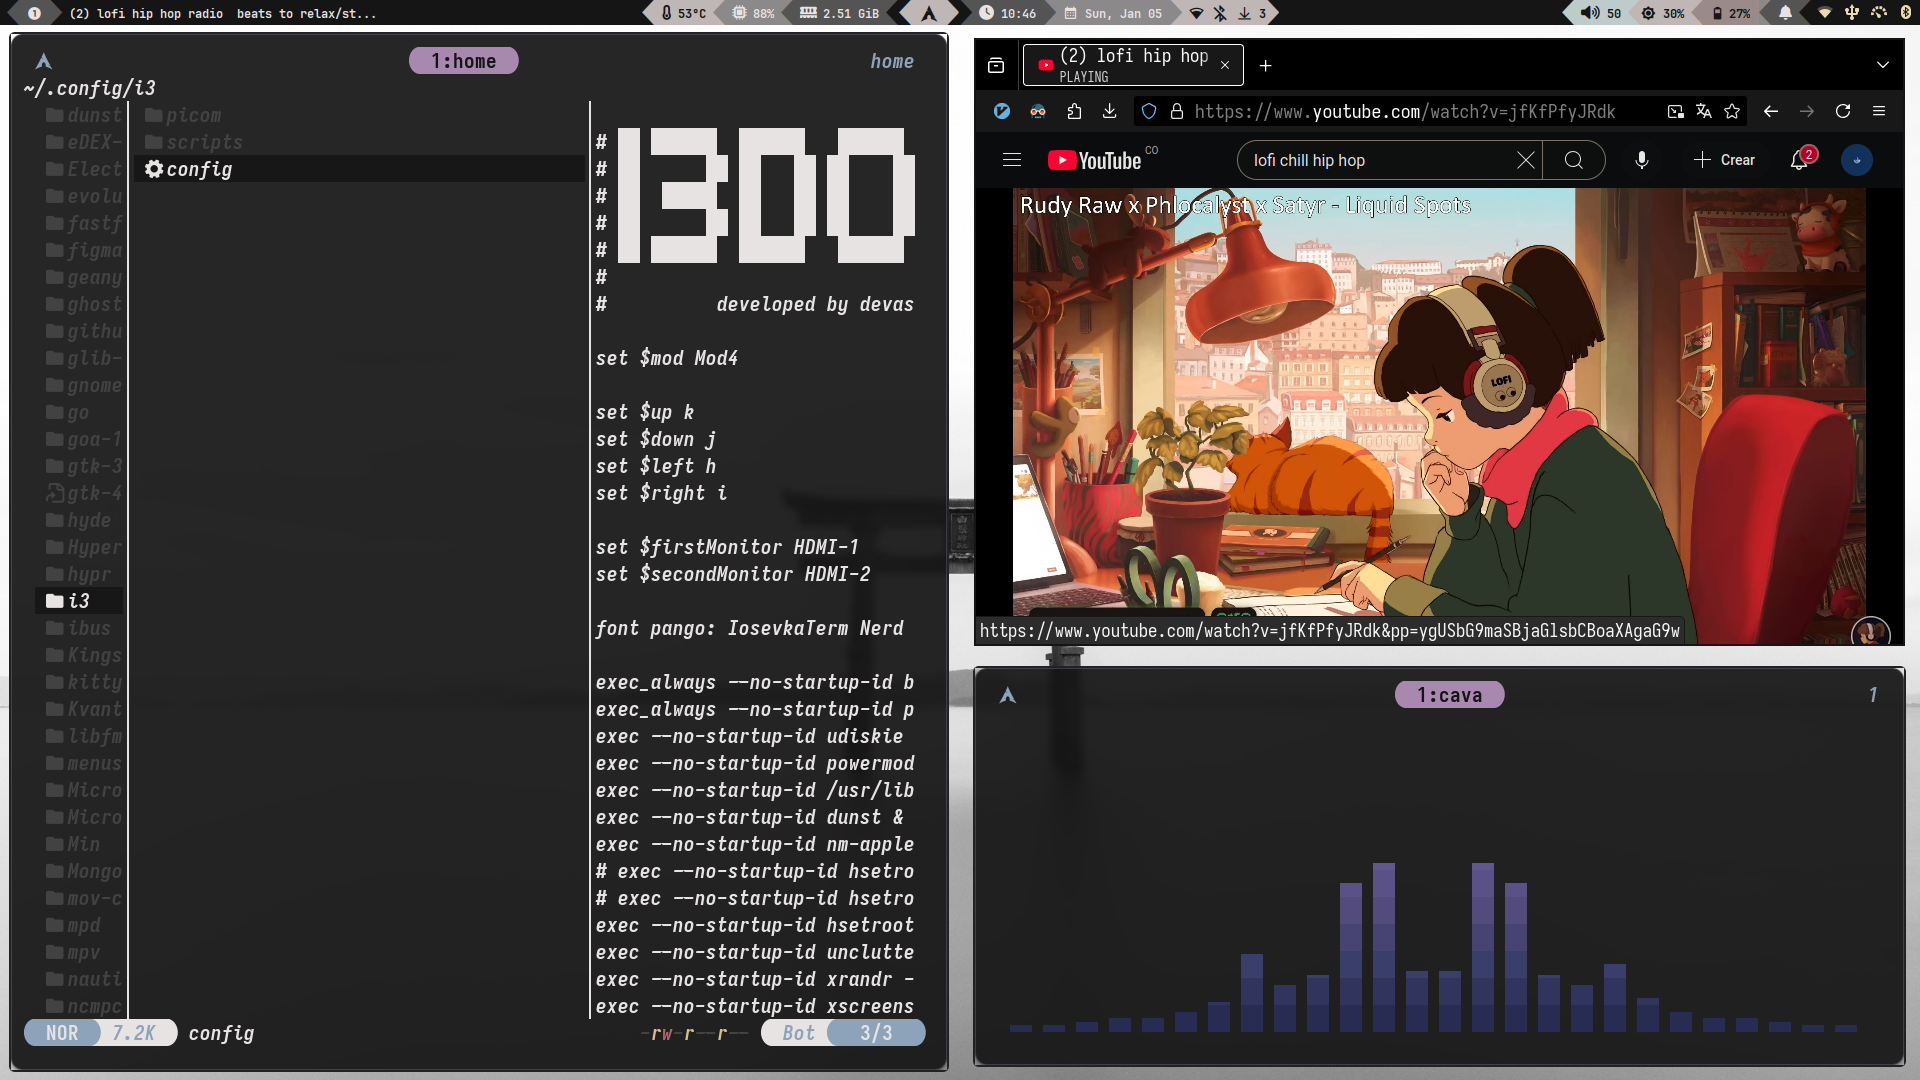 1 (2) lofi hip hop radio  beats to relax/st... 53°C 88% 2.51 GiB 10:46 Sun, Jan 05 3 50 30% 27%
1:home home
~/.config/i3
dunst
eDEX-
Elect
evolu
fastf
figma
geany
ghost
githu
glib-
gnome
go
goa-1
gtk-3
gtk-4
hyde
Hyper
hypr
i3
ibus
Kings
kitty
Kvant
libfm
menus
Micro
Micro
Min
Mongo
mov-c
mpd
mpv
nauti
ncmpc
picom
scripts
config
#
#
#
#
#
#
# developed by devas
set $mod Mod4
set $up k
set $down j
set $left h
set $right i
set $firstMonitor HDMI-1
set $secondMonitor HDMI-2
font pango: IosevkaTerm Nerd
exec_always --no-startup-id b
exec_always --no-startup-id p
exec --no-startup-id udiskie
exec --no-startup-id powermod
exec --no-startup-id /usr/lib
exec --no-startup-id dunst &
exec --no-startup-id nm-apple
# exec --no-startup-id hsetro
# exec --no-startup-id hsetro
exec --no-startup-id hsetroot
exec --no-startup-id unclutte
exec --no-startup-id xrandr -
exec --no-startup-id xscreens
NOR 7.2K config -rw-r--r-- Bot 3/3
(2) lofi hip hop
PLAYING
https://www.youtube.com/watch?v=jfKfPfyJRdk
YouTube CO
lofi chill hip hop
Crear
2
Rudy Raw x Phlocalyst x Satyr - Liquid Spots
LOFI
https://www.youtube.com/watch?v=jfKfPfyJRdk&pp=ygUSbG9maSBjaGlsbCBoaXAgaG9w
1:cava 1